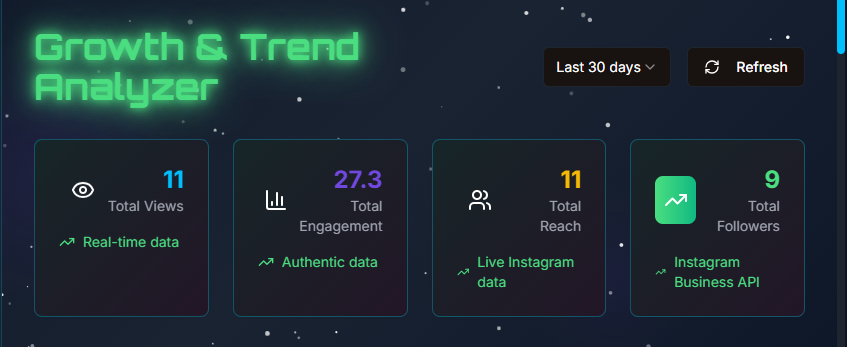 Growth & Trend
Analyzer
Last 30 days
Refresh
11
Total Views
Real-time data
27.3
Total
Engagement
Authentic data
11
Total
Reach
Live Instagram
data
9
Total
Followers
Instagram
Business API